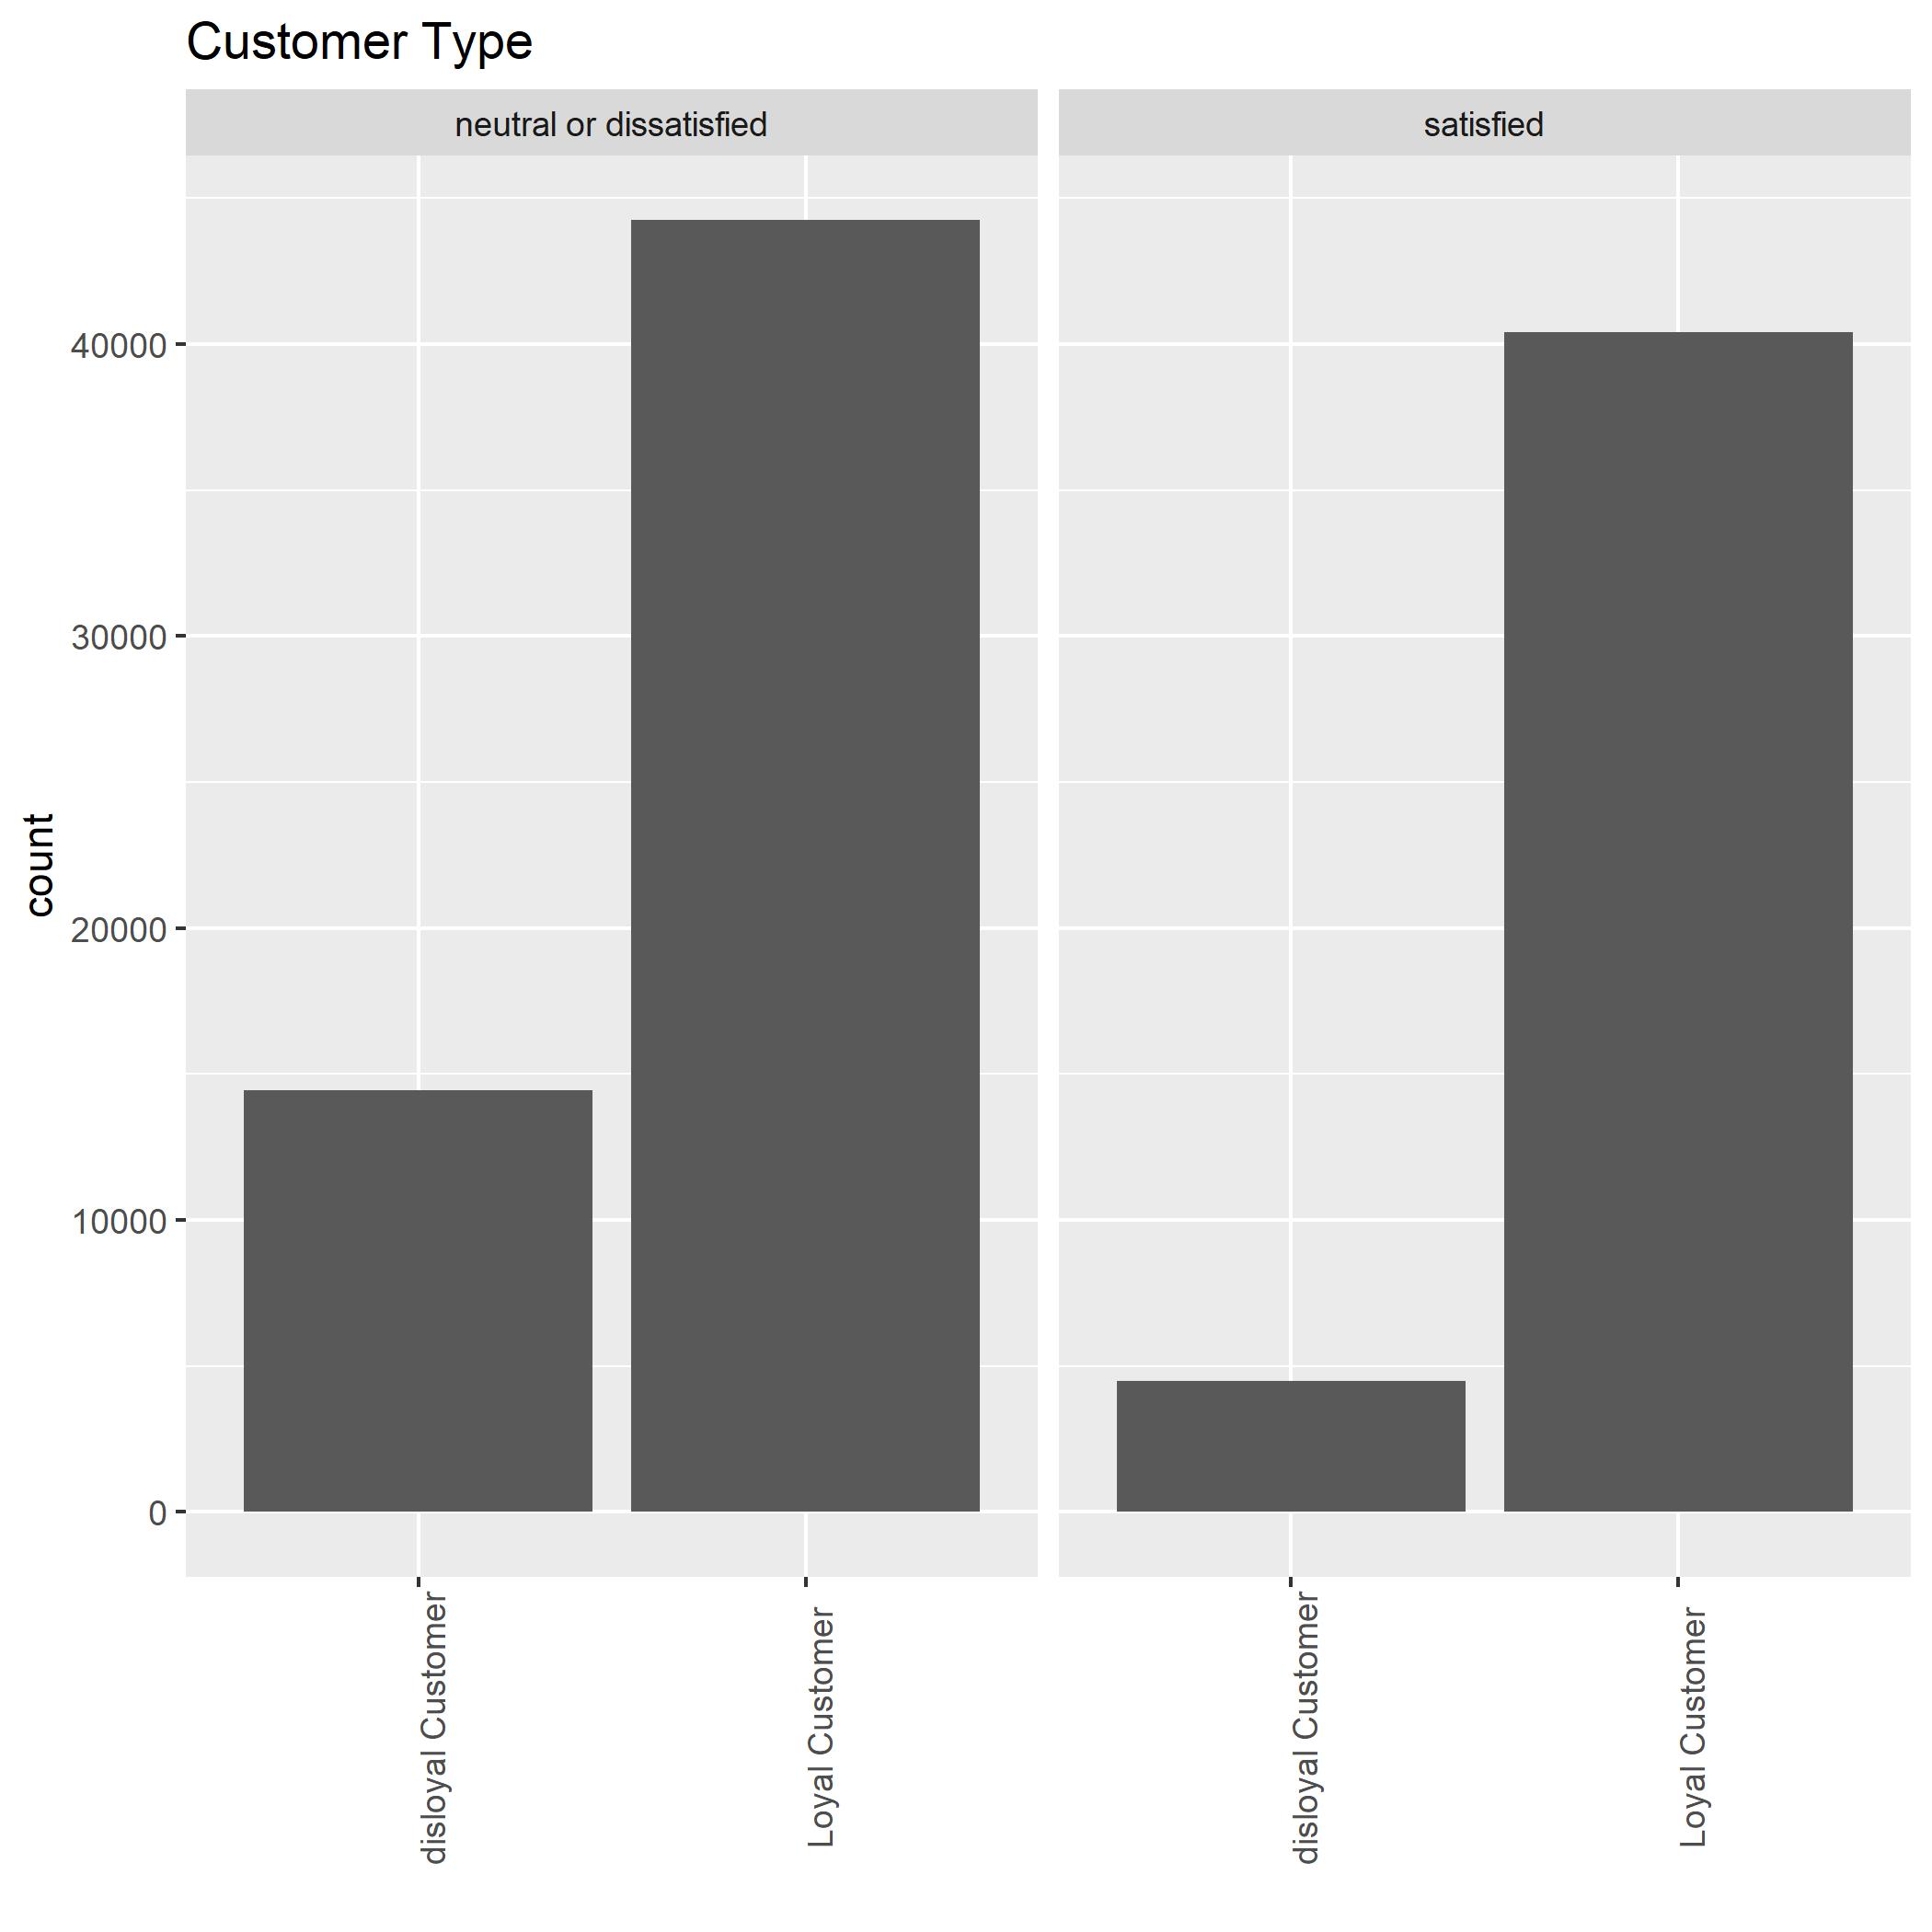 Customer Type
neutral or dissatisfied
satisfied
count
40000
30000
20000
10000
0
disloyal Customer
Loyal Customer
disloyal Customer
Loyal Customer